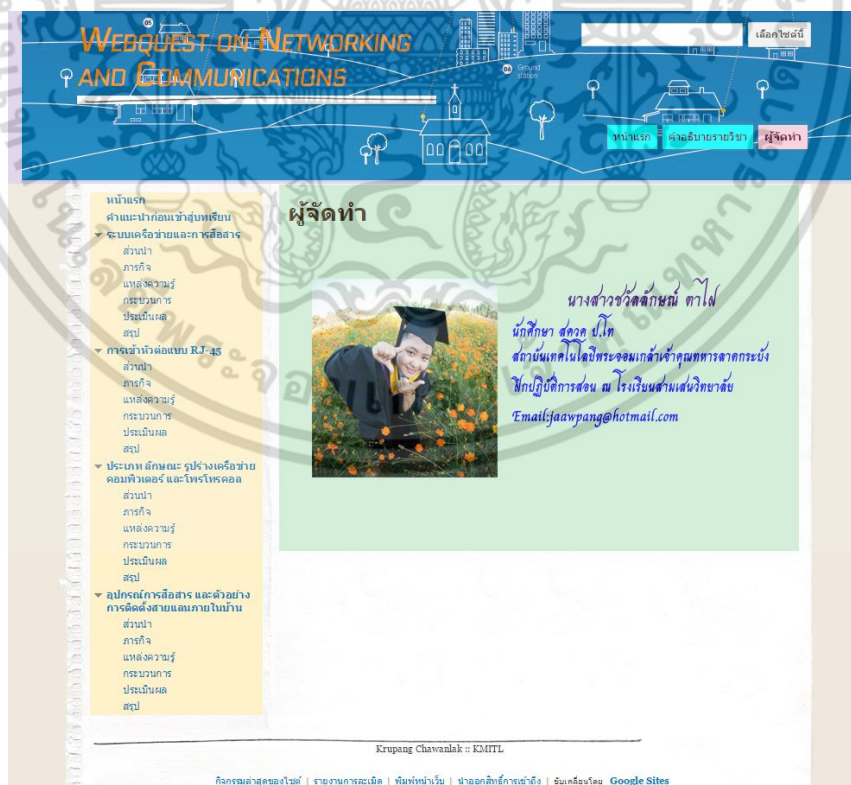 WEBQUEST ON NETWORKING
AND COMMUNICATIONS
05
06 Ground
station
เลือกไซต์นี้
หน้าแรก คำอธิบายรายวิชา ผู้จัดทำ
หน้าแรก
คำแนะนำก่อนเข้าสู่บทเรียน
ระบบเครือข่ายและการสื่อสาร
ส่วนนำ
ภารกิจ
แหล่งความรู้
กระบวนการ
ประเมินผล
สรุป
การเข้าหัวต่อแบบ RJ-45
ส่วนนำ
ภารกิจ
แหล่งความรู้
กระบวนการ
ประเมินผล
สรุป
ประเภท ลักษณะ รูปร่างเครือข่าย
คอมพิวเตอร์ และโพรโทรคอล
ส่วนนำ
ภารกิจ
แหล่งความรู้
กระบวนการ
ประเมินผล
สรุป
อุปกรณ์การสื่อสาร และตัวอย่าง
การติดตั้งสายแลนภายในบ้าน
ส่วนนำ
ภารกิจ
แหล่งความรู้
กระบวนการ
ประเมินผล
สรุป
ผู้จัดทำ
นางสาวชวัลลักษณ์ ตาไฝ
นักศึกษา สควค ป.โท
สถาบันเทคโนโลยีพระจอมเกล้าเจ้าคุณทหารลาดกระบัง
ฝึกปฏิบัติการสอน ณ โรงเรียนสามเสนวิทยาลัย
Email:jaawpang@hotmail.com
Krupang Chawanlak :: KMITL
กิจกรรมล่าสุดของไซต์ | รายงานการละเมิด | พิมพ์หน้าเว็บ | นำออกสิทธิ์การเข้าถึง | ขับเคลื่อนโดย Google Sites